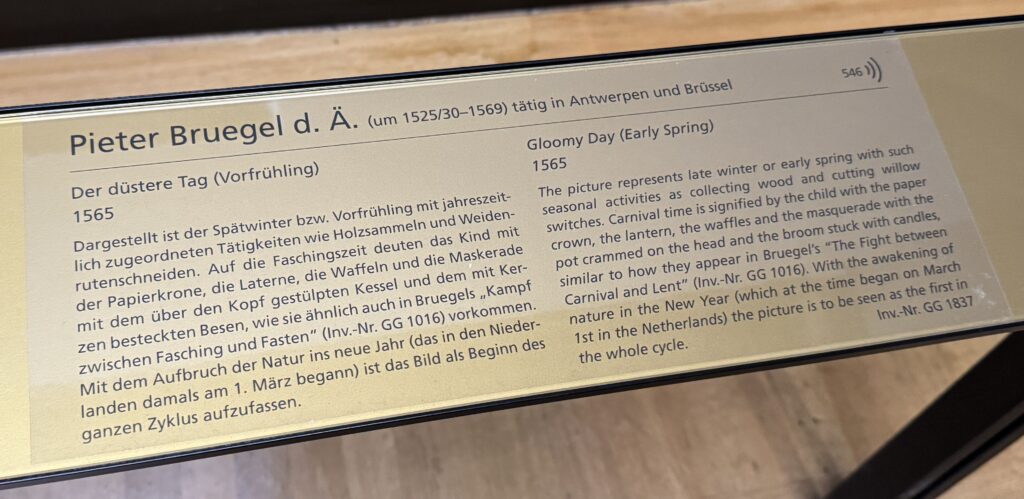 546
Pieter Bruegel d. Ä. (um 1525/30–1569) tätig in Antwerpen und Brüssel
Der düstere Tag (Vorfrühling)
1565
Dargestellt ist der Spätwinter bzw. Vorfrühling mit jahreszeit-
lich zugeordneten Tätigkeiten wie Holzsammeln und Weiden-
rutenschneiden. Auf die Faschingszeit deuten das Kind mit
der Papierkrone, die Laterne, die Waffeln und die Maskerade
mit dem über den Kopf gestülpten Kessel und dem mit Ker-
zen besteckten Besen, wie sie ähnlich auch in Bruegels „Kampf
zwischen Fasching und Fasten“ (Inv.-Nr. GG 1016) vorkommen.
Mit dem Aufbruch der Natur ins neue Jahr (das in den Nieder-
landen damals am 1. März begann) ist das Bild als Beginn des
ganzen Zyklus aufzufassen.
Gloomy Day (Early Spring)
1565
The picture represents late winter or early spring with such
seasonal activities as collecting wood and cutting willow
switches. Carnival time is signified by the child with the paper
crown, the lantern, the waffles and the masquerade with the
pot crammed on the head and the broom stuck with candles,
similar to how they appear in Bruegel’s “The Fight between
Carnival and Lent” (Inv.-Nr. GG 1016). With the awakening of
nature in the New Year (which at the time began on March
1st in the Netherlands) the picture is to be seen as the first in
the whole cycle.
Inv.-Nr. GG 1837